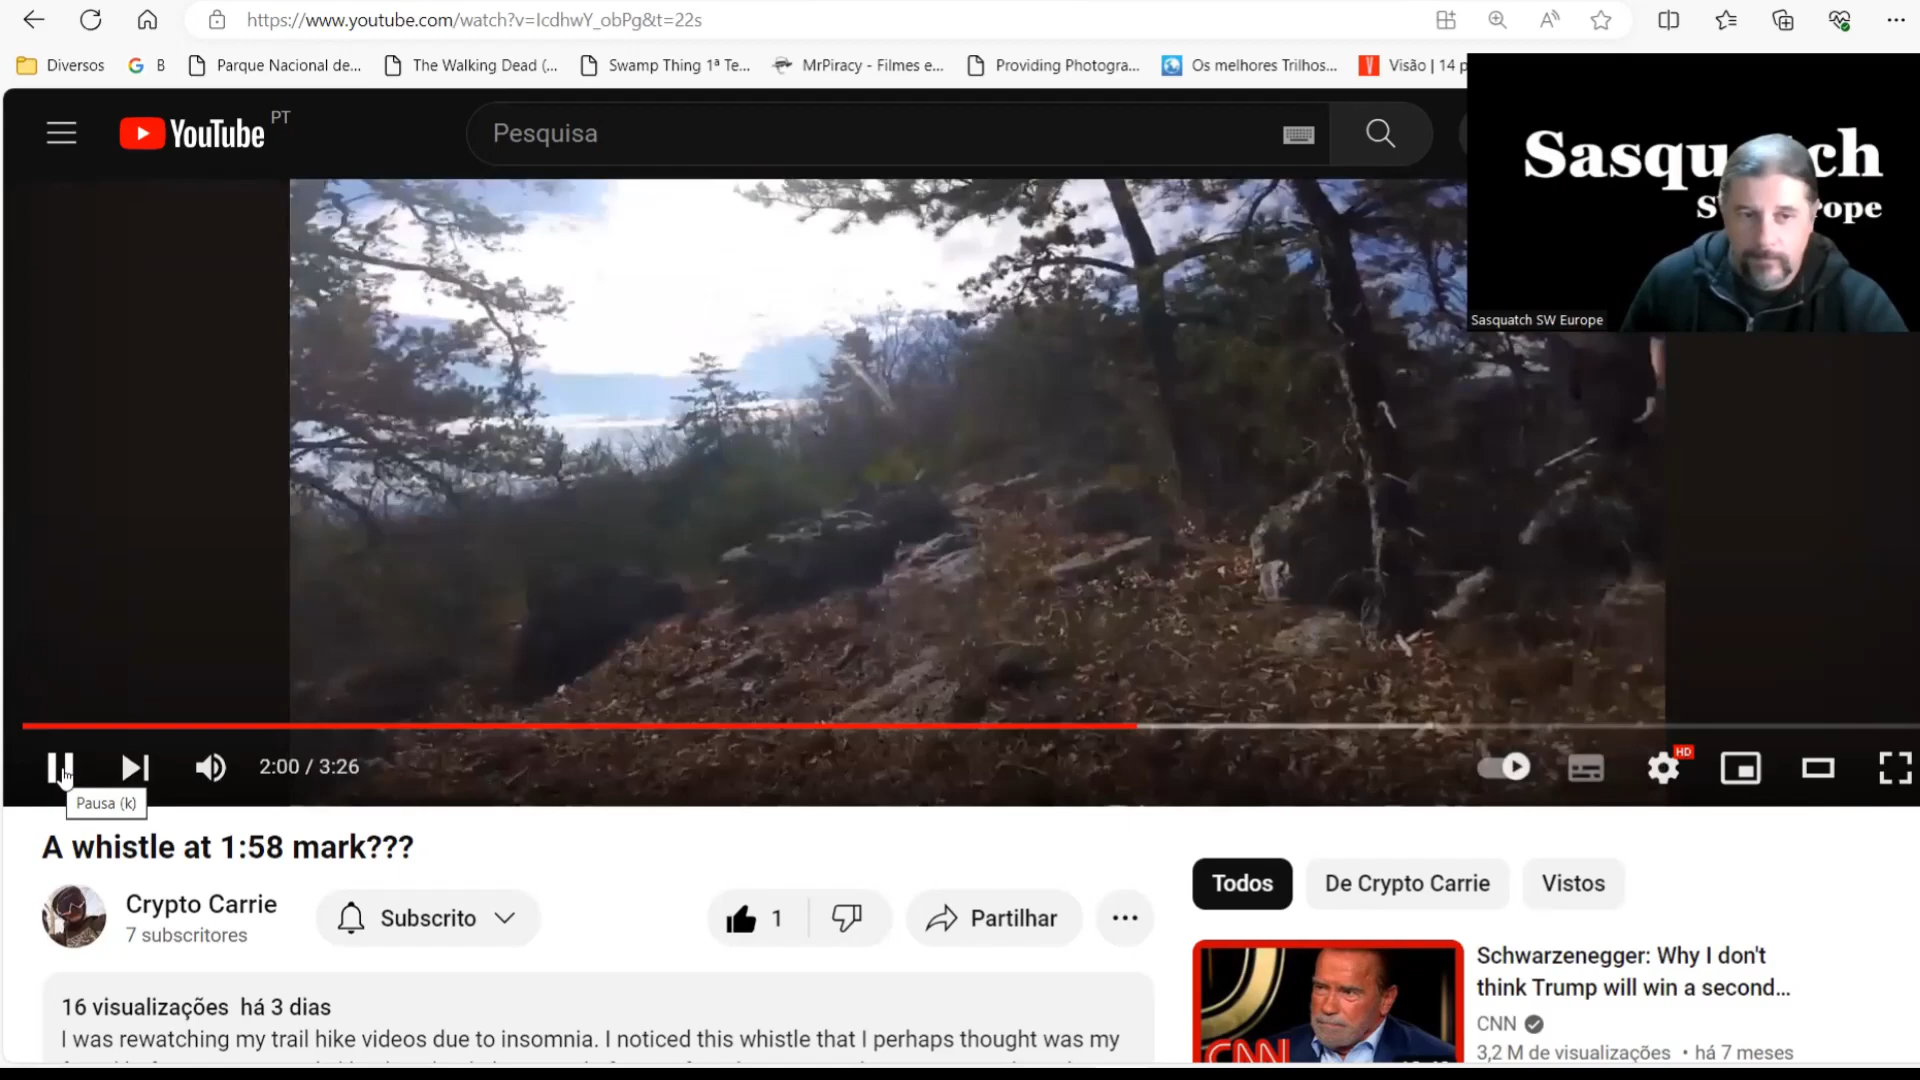 https://www.youtube.com/watch?v=IcdhwY_obPg&t=22s
Diversos
B
Parque Nacional de...
The Walking Dead (...
Swamp Thing 1ª Te...
MrPiracy - Filmes e...
Providing Photogra...
Os melhores Trilhos...
Visão | 14 p
YouTube PT
Pesquisa
Sasqu ch
S rope
Sasquatch SW Europe
2:00 / 3:26
HD
Pausa (k)
A whistle at 1:58 mark???
Crypto Carrie
7 subscritores
Subscrito
1
Partilhar
Todos
De Crypto Carrie
Vistos
16 visualizações há 3 dias
I was rewatching my trail hike videos due to insomnia. I noticed this whistle that I perhaps thought was my
CNN
Schwarzenegger: Why I don't
think Trump will win a second...
CNN
3,2 M de visualizações • há 7 meses